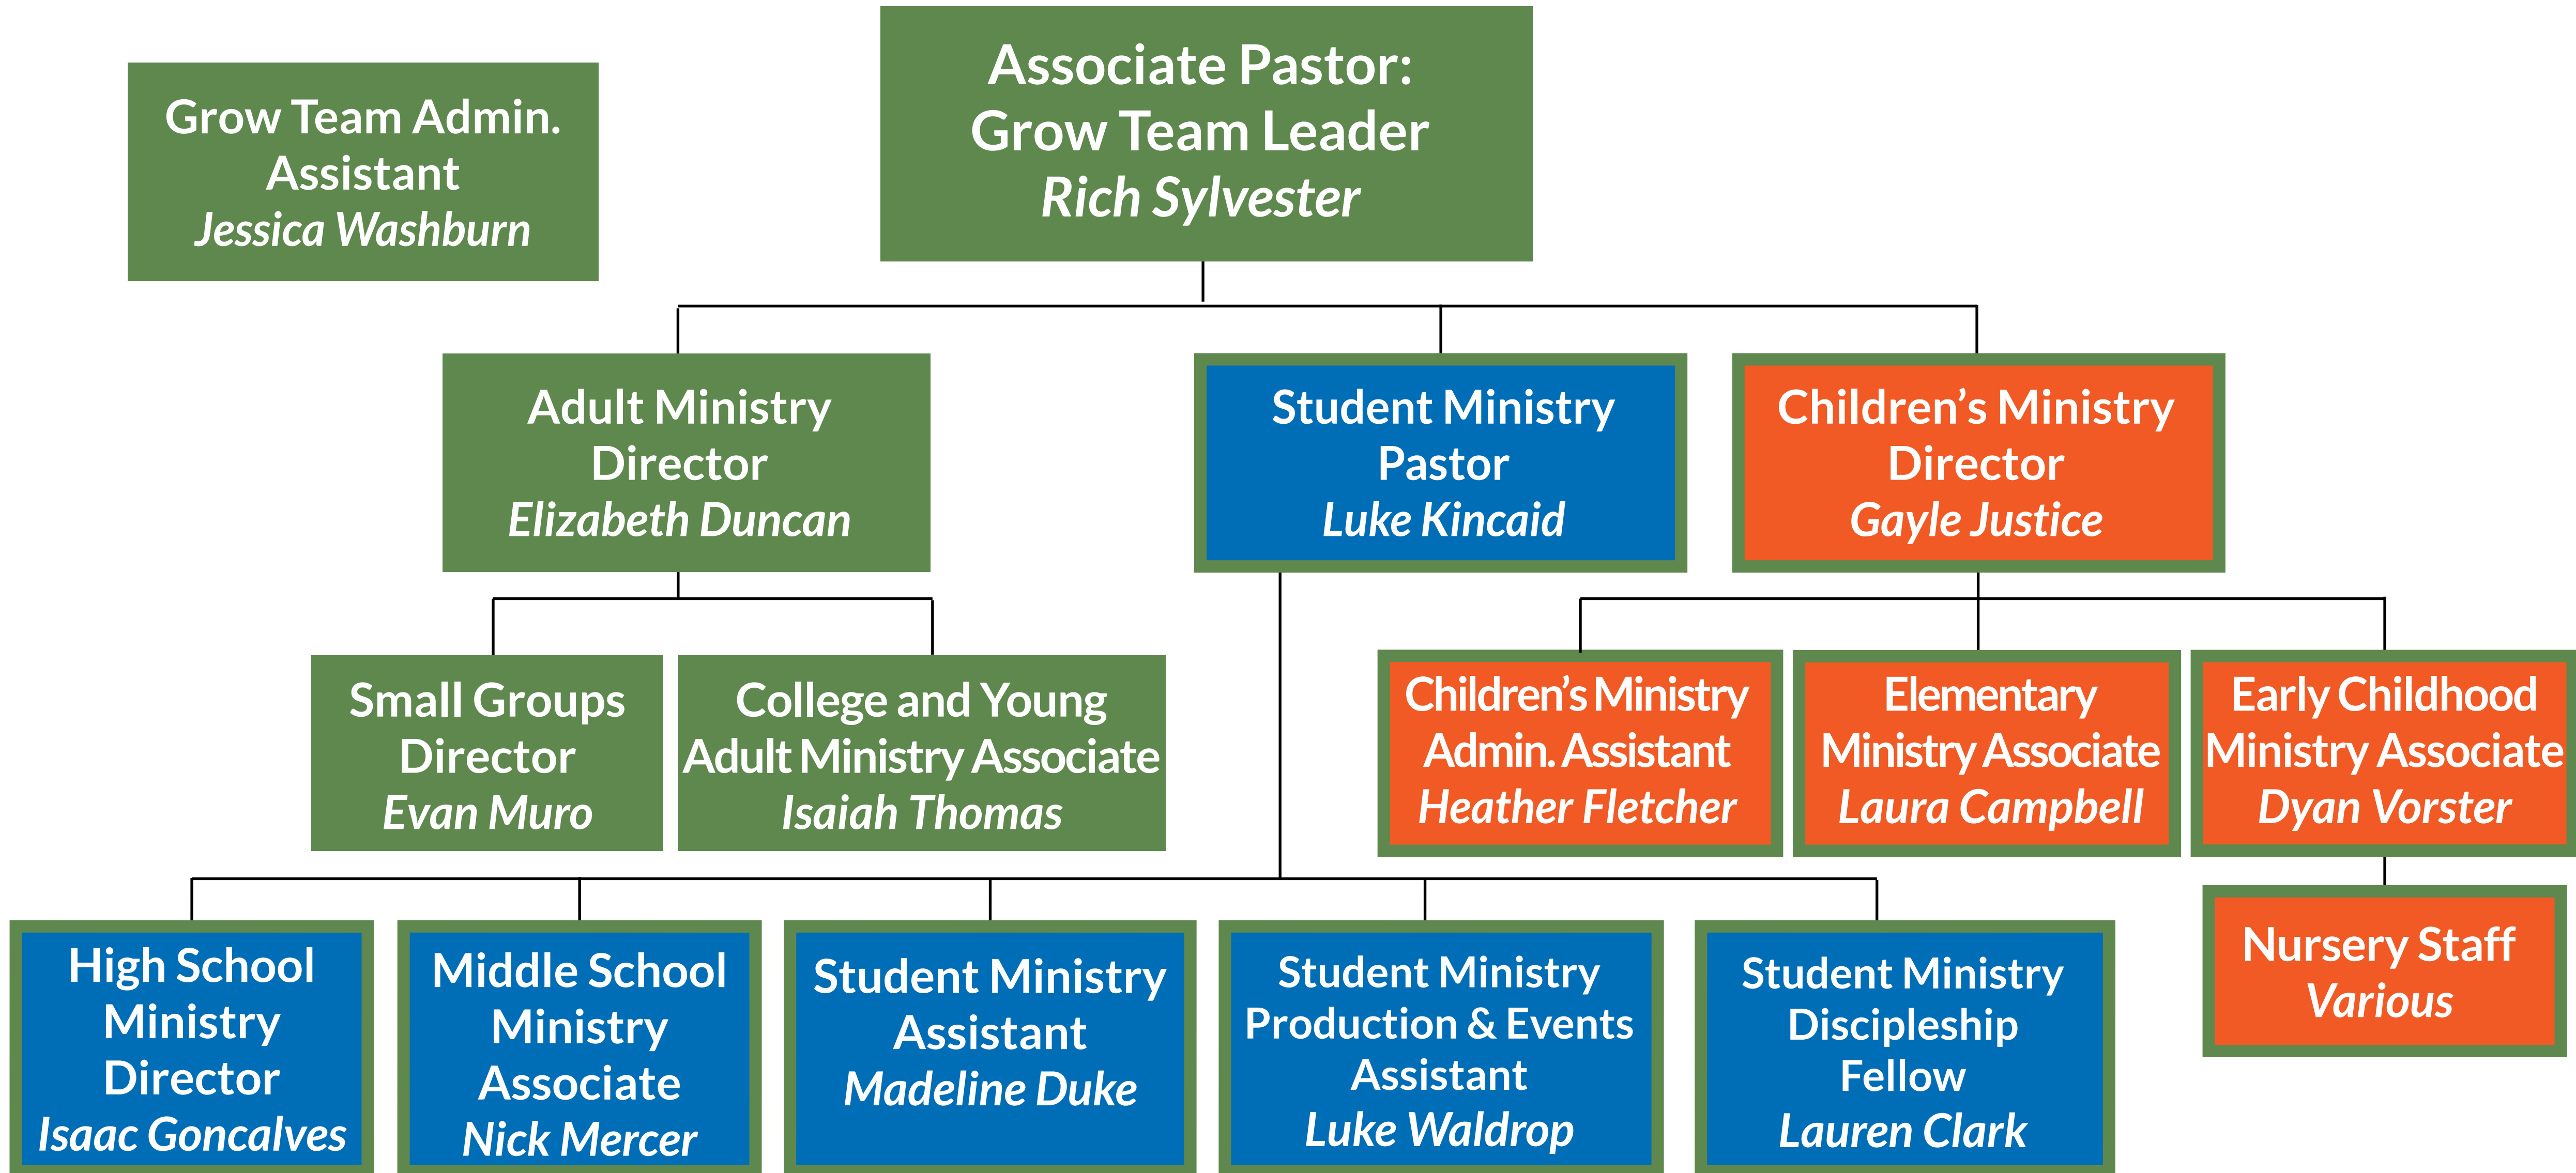 Grow Team Admin.
Assistant
Jessica Washburn
Associate Pastor:
Grow Team Leader
Rich Sylvester
Adult Ministry
Director
Elizabeth Duncan
Student Ministry
Pastor
Luke Kincaid
Children’s Ministry
Director
Gayle Justice
Small Groups
Director
Evan Muro
College and Young
Adult Ministry Associate
Isaiah Thomas
Children’s Ministry
Admin. Assistant
Heather Fletcher
Elementary
Ministry Associate
Laura Campbell
Early Childhood
Ministry Associate
Dyan Vorster
High School
Ministry
Director
Isaac Goncalves
Middle School
Ministry
Associate
Nick Mercer
Student Ministry
Assistant
Madeline Duke
Student Ministry
Production & Events
Assistant
Luke Waldrop
Student Ministry
Discipleship
Fellow
Lauren Clark
Nursery Staff
Various